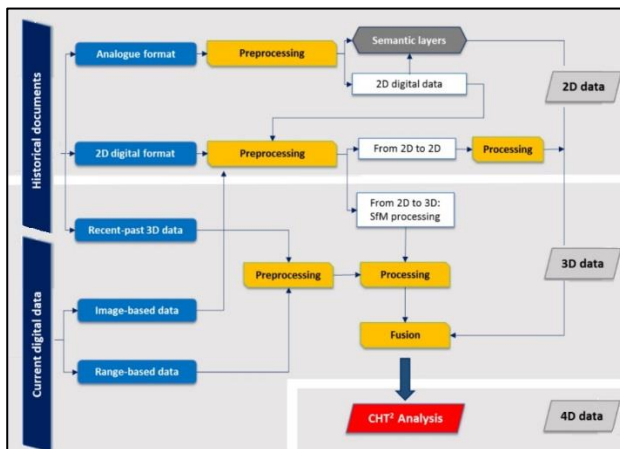 Historical documents
Analogue format
Preprocessing
Semantic layers
2D digital data
2D data
2D digital format
Preprocessing
From 2D to 2D
Processing
From 2D to 3D:
SfM processing
Recent-past 3D data
Preprocessing
Processing
3D data
Current digital data
Image-based data
Fusion
Range-based data
CHT² Analysis
4D data